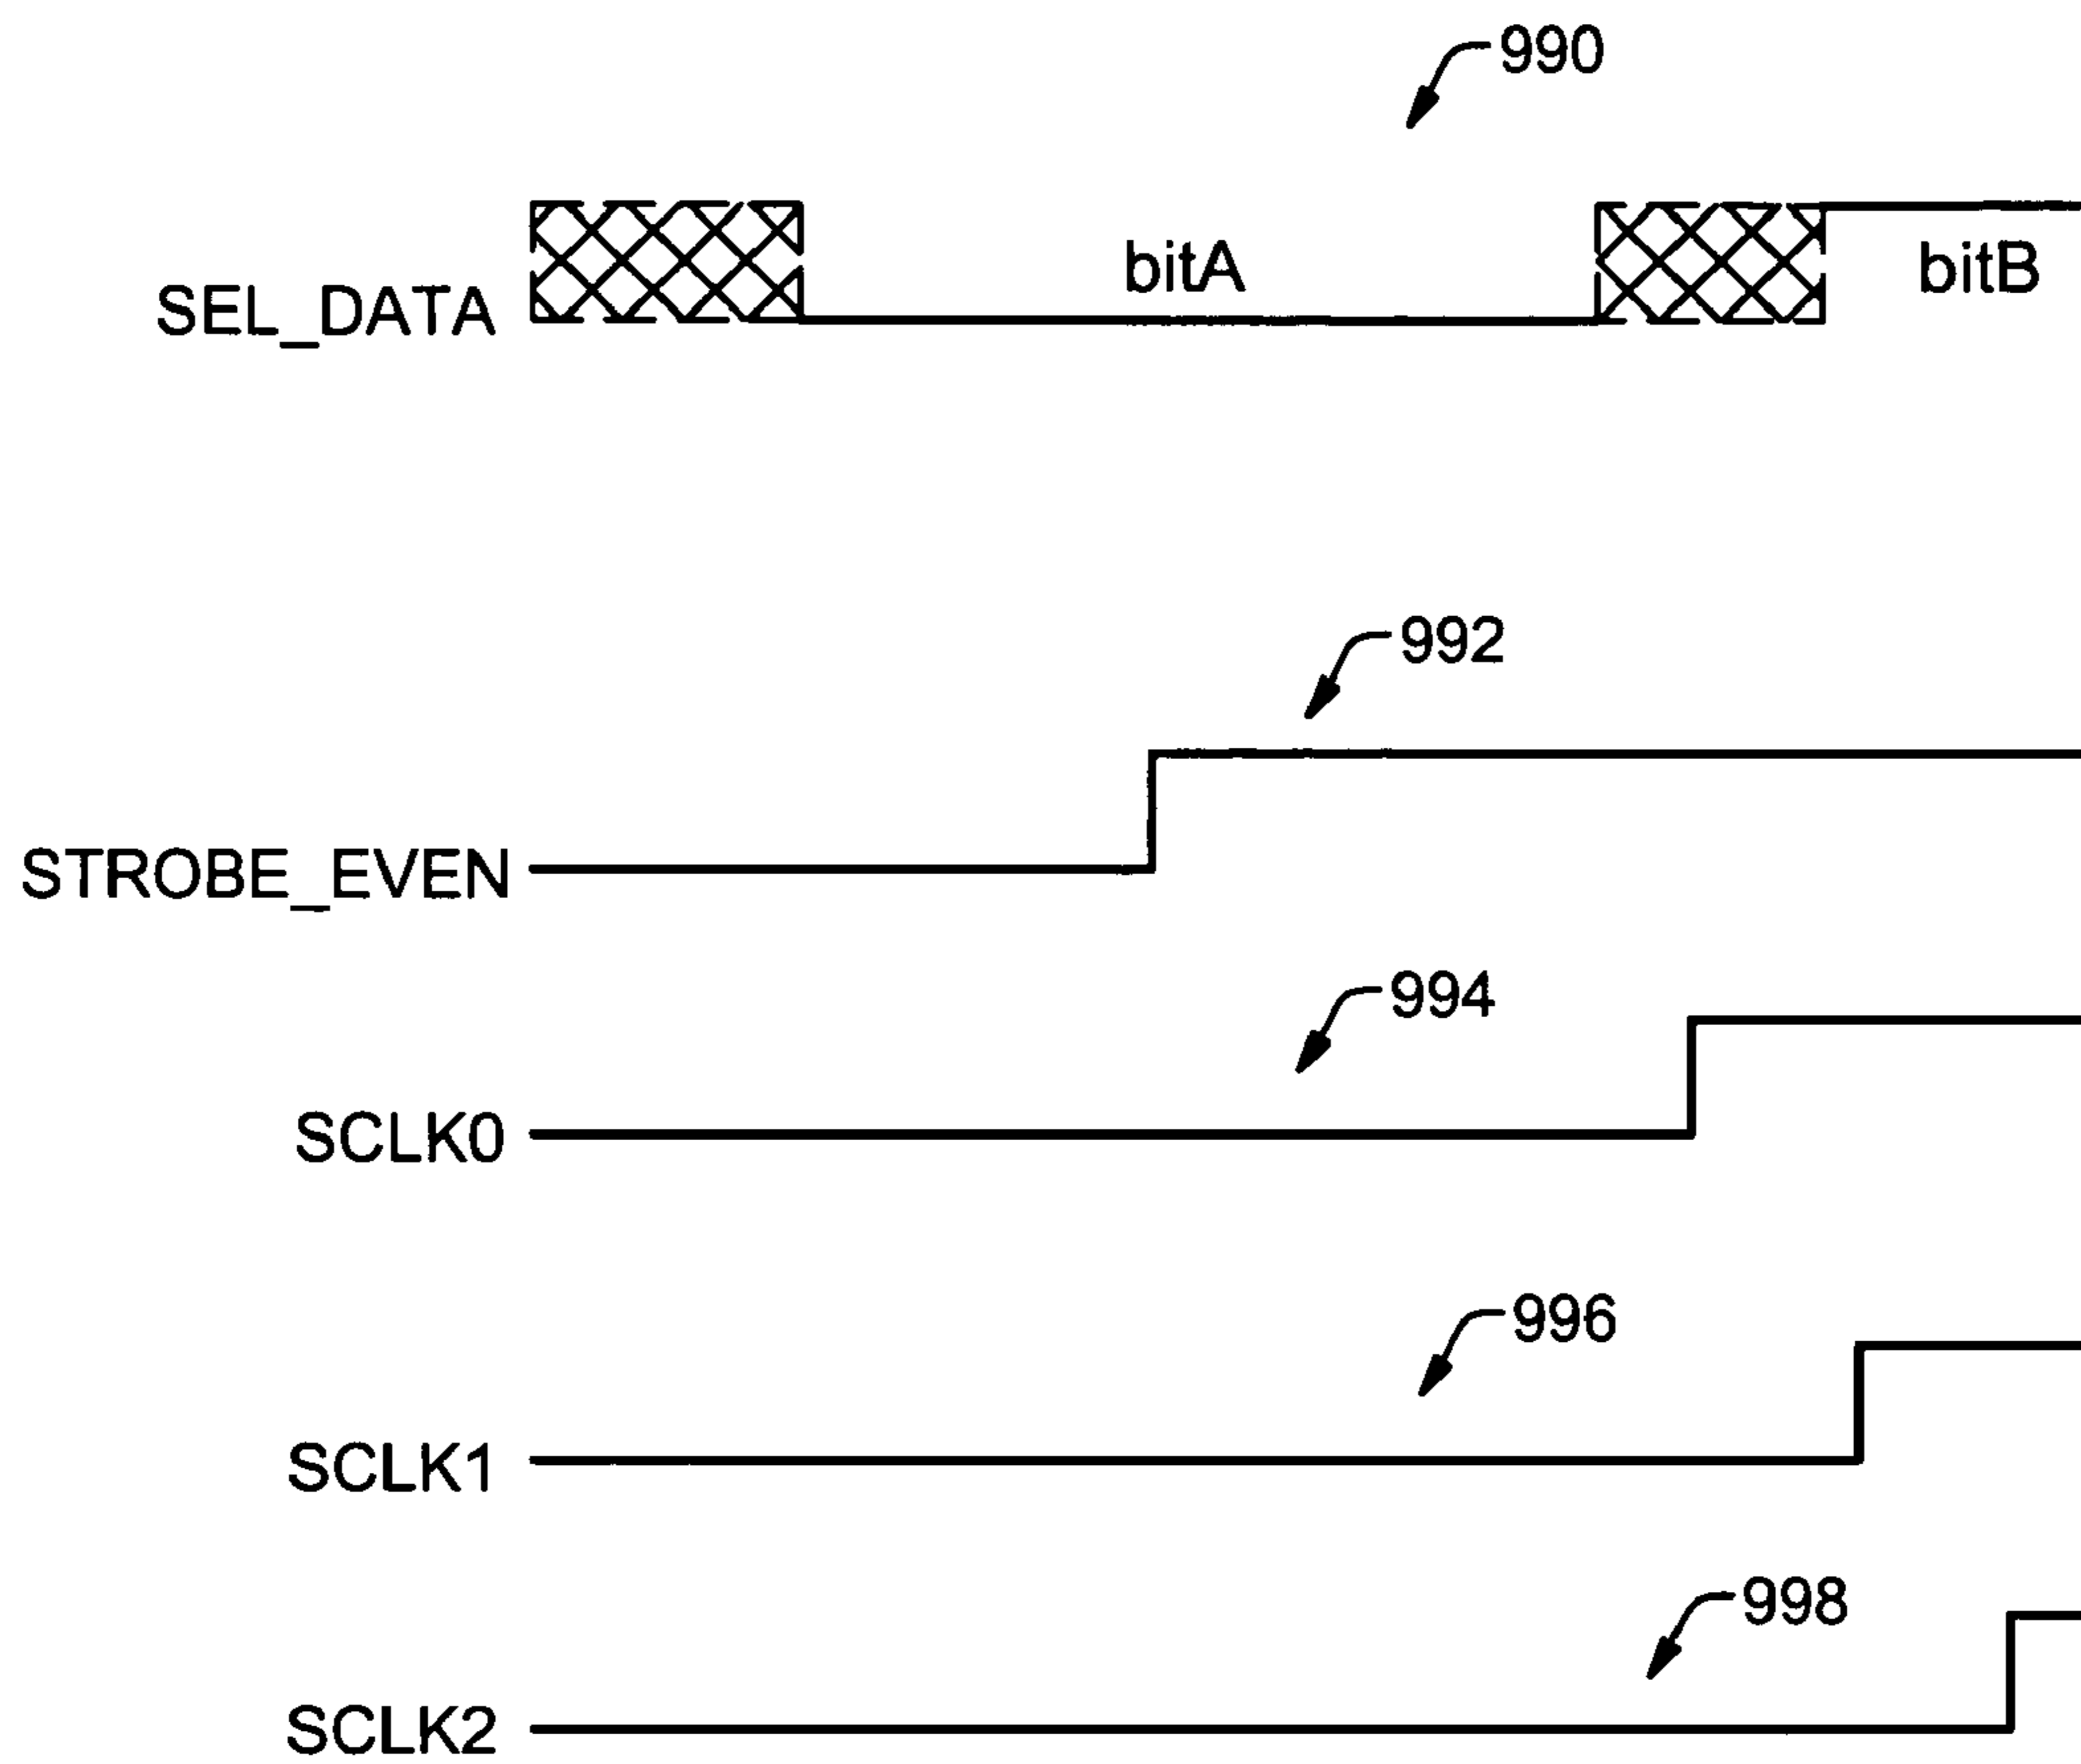 990
bitA
bitB
SEL_DATA
992
STROBE_EVEN
994
SCLK0
996
SCLK1
998
SCLK2